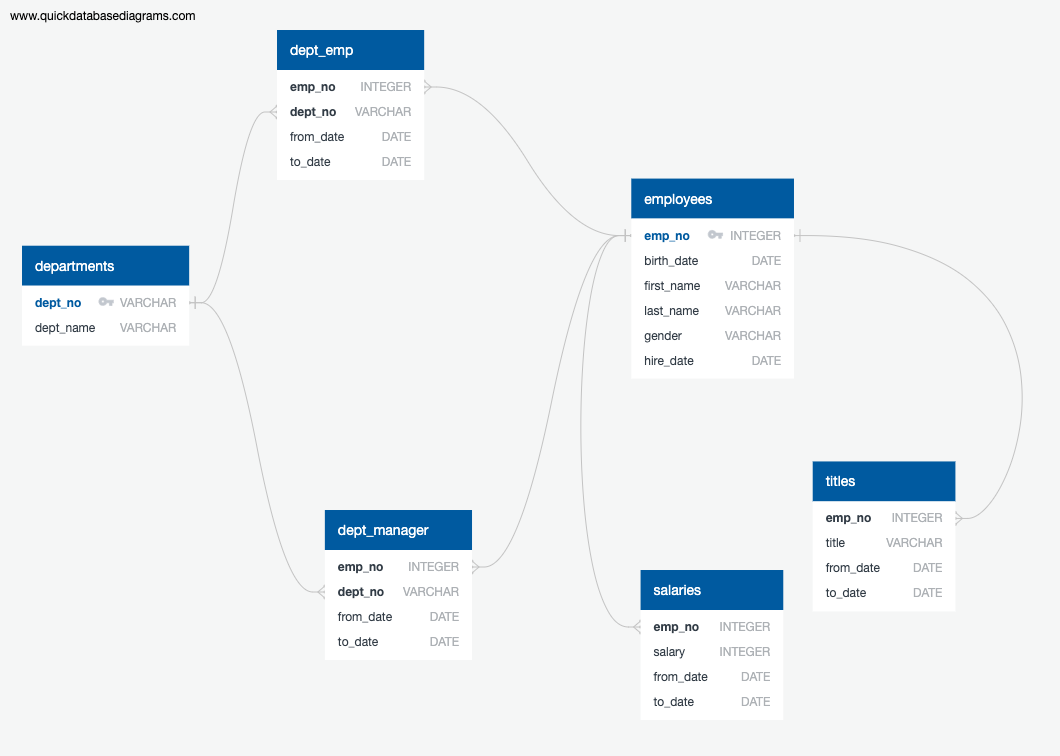 www.quickdatabasediagrams.com
dept_emp
emp_no INTEGER
dept_no VARCHAR
from_date DATE
to_date DATE
employees
emp_no INTEGER
birth_date DATE
first_name VARCHAR
last_name VARCHAR
gender VARCHAR
hire_date DATE
departments
dept_no VARCHAR
dept_name VARCHAR
titles
emp_no INTEGER
title VARCHAR
from_date DATE
to_date DATE
dept_manager
emp_no INTEGER
dept_no VARCHAR
from_date DATE
to_date DATE
salaries
emp_no INTEGER
salary INTEGER
from_date DATE
to_date DATE